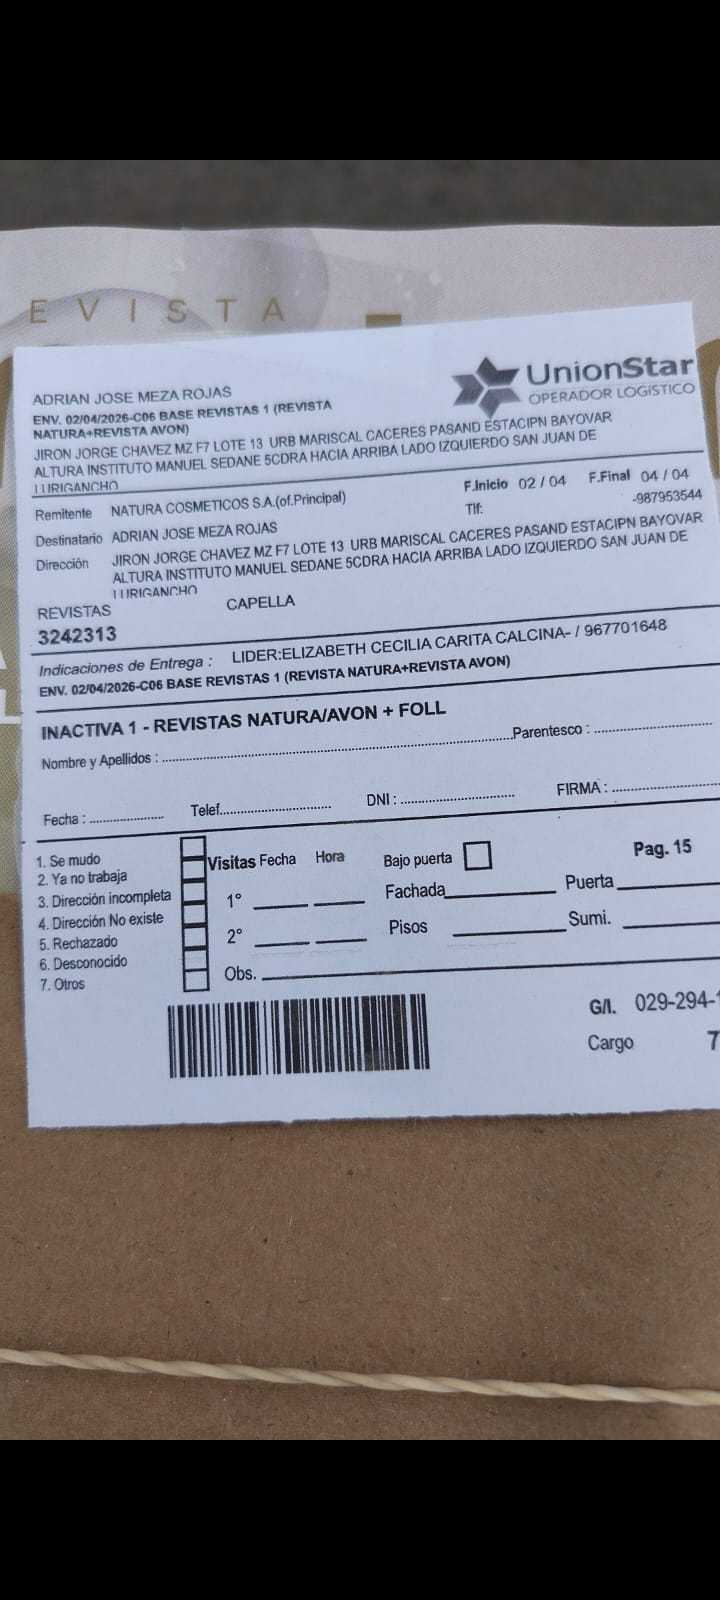 EVISTA
UnionStar
OPERADOR LOGISTICO
ADRIAN JOSE MEZA ROJAS
ENV. 02/04/2026-C06 BASE REVISTAS 1 (REVISTA
NATURA+REVISTA AVON)
JIRON JORGE CHAVEZ MZ F7 LOTE 13 URB MARISCAL CACERES PASAND ESTACIPN BAYOVAR
ALTURA INSTITUTO MANUEL SEDANE 5CDRA HACIA ARRIBA LADO IZQUIERDO SAN JUAN DE
LURIGANCHO
Remitente NATURA COSMETICOS S.A.(of.Principal) F.Inicio 02 / 04 F.Final 04 / 04
Destinatario ADRIAN JOSE MEZA ROJAS Tlf: -987953544
Dirección JIRON JORGE CHAVEZ MZ F7 LOTE 13 URB MARISCAL CACERES PASAND ESTACIPN BAYOVAR
ALTURA INSTITUTO MANUEL SEDANE 5CDRA HACIA ARRIBA LADO IZQUIERDO SAN JUAN DE
LURIGANCHO
REVISTAS CAPELLA
3242313
Indicaciones de Entrega : LIDER:ELIZABETH CECILIA CARITA CALCINA- / 967701648
ENV. 02/04/2026-C06 BASE REVISTAS 1 (REVISTA NATURA+REVISTA AVON)
INACTIVA 1 - REVISTAS NATURA/AVON + FOLL
Nombre y Apellidos : Parentesco :
Fecha : Telef. DNI : FIRMA :
1. Se mudo
2. Ya no trabaja
3. Dirección incompleta
4. Dirección No existe
5. Rechazado
6. Desconocido
7. Otros
Visitas Fecha Hora Bajo puerta Pag. 15
1° Fachada Puerta
2° Pisos Sumi.
Obs.
G/I. 029-294-1
Cargo 7